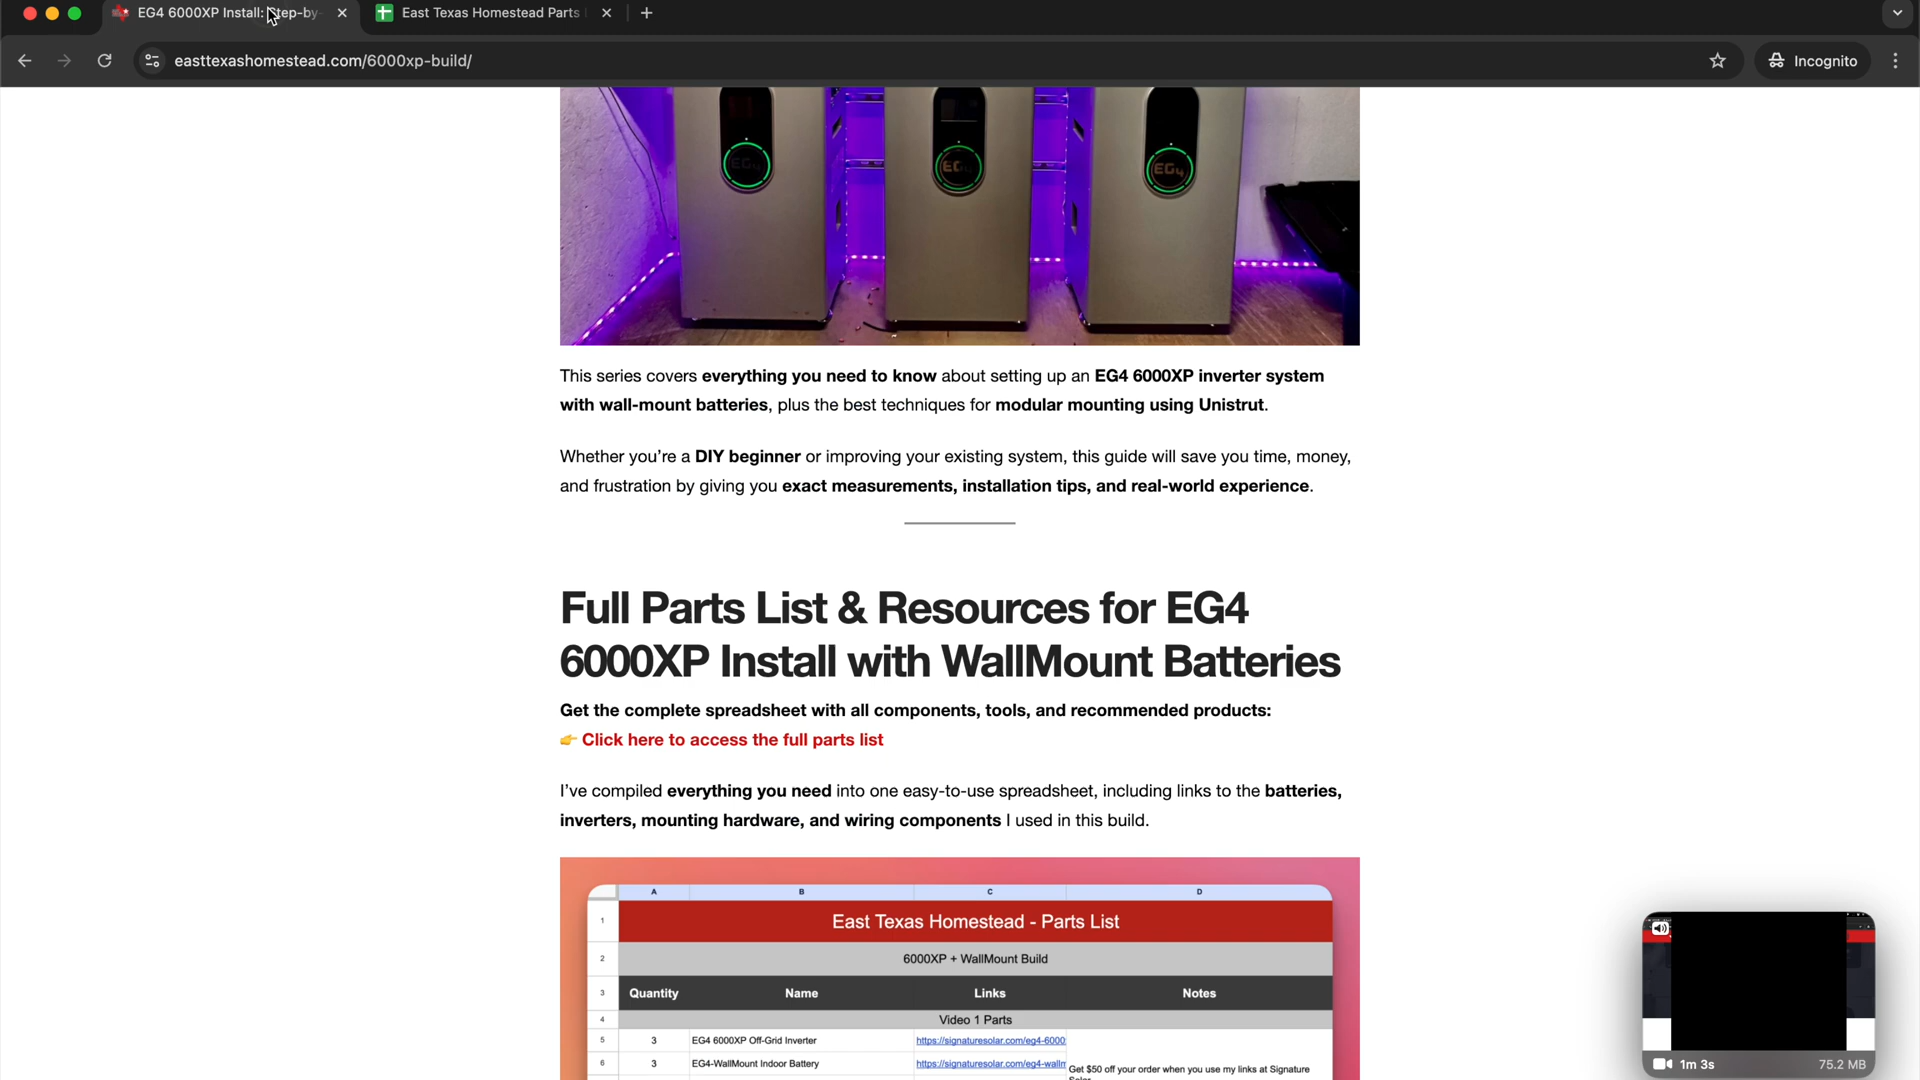 EG4 6000XP Install: Step-by-
East Texas Homestead Parts
easttexashomestead.com/6000xp-build/
Incognito
EG4
EG4
EG4
This series covers everything you need to know about setting up an EG4 6000XP inverter system
with wall-mount batteries, plus the best techniques for modular mounting using Unistrut.
Whether you’re a DIY beginner or improving your existing system, this guide will save you time, money,
and frustration by giving you exact measurements, installation tips, and real-world experience.
Full Parts List & Resources for EG4
6000XP Install with WallMount Batteries
Get the complete spreadsheet with all components, tools, and recommended products:
👉 Click here to access the full parts list
I’ve compiled everything you need into one easy-to-use spreadsheet, including links to the batteries,
inverters, mounting hardware, and wiring components I used in this build.
A B C D
1 East Texas Homestead - Parts List
2 6000XP + WallMount Build
3 Quantity Name Links Notes
4 Video 1 Parts
5 3 EG4 6000XP Off-Grid Inverter https://signaturesolar.com/eg4-6000
6 3 EG4-WallMount Indoor Battery https://signaturesolar.com/eg4-wallm
Get $50 off your order when you use my links at Signature
1m 3s 75.2 MB